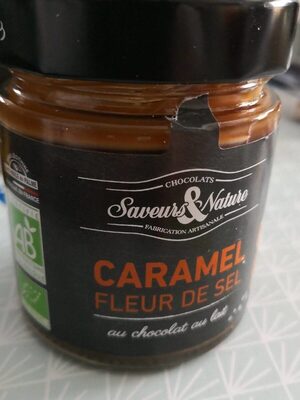 CHOCOLATS
Saveurs & Nature
FABRICATION ARTISANALE
CARAMEL
FLEUR DE SEL
au chocolat au lait
AB